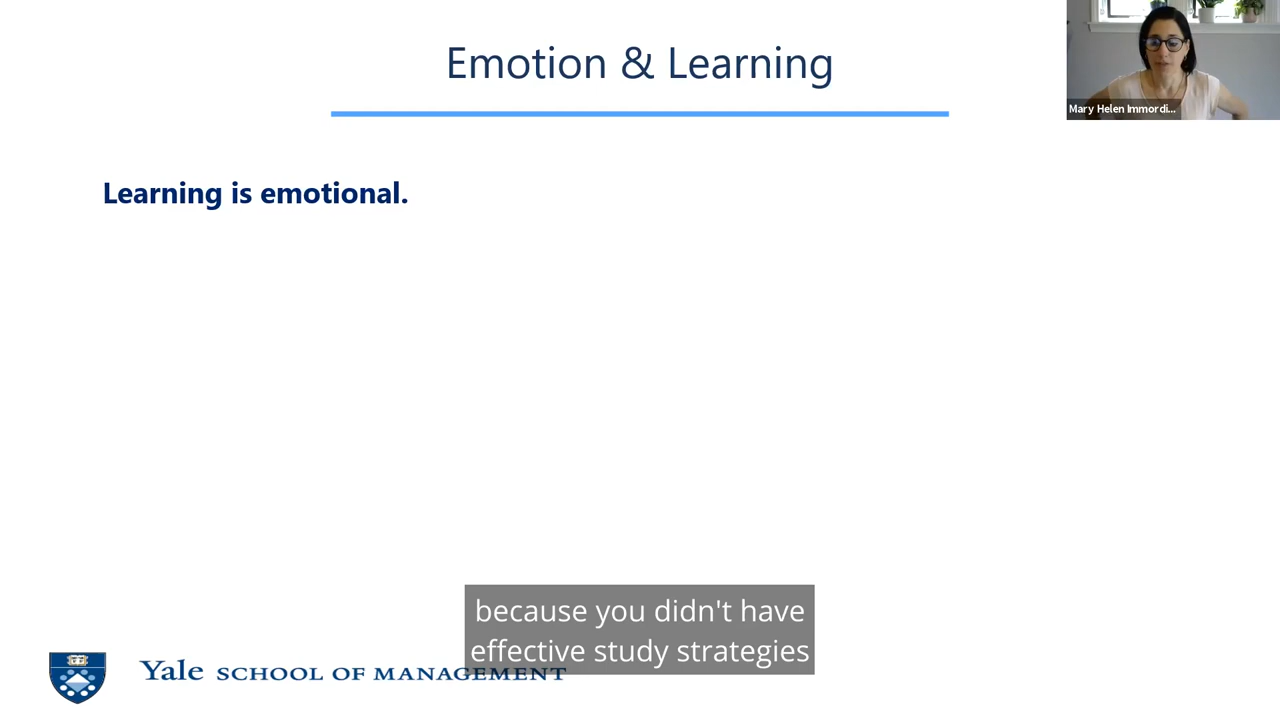 Emotion & Learning
Mary Helen Immordi...
Learning is emotional.
because you didn't have
effective study strategies
Yale SCHOOL OF MANAGEMENT